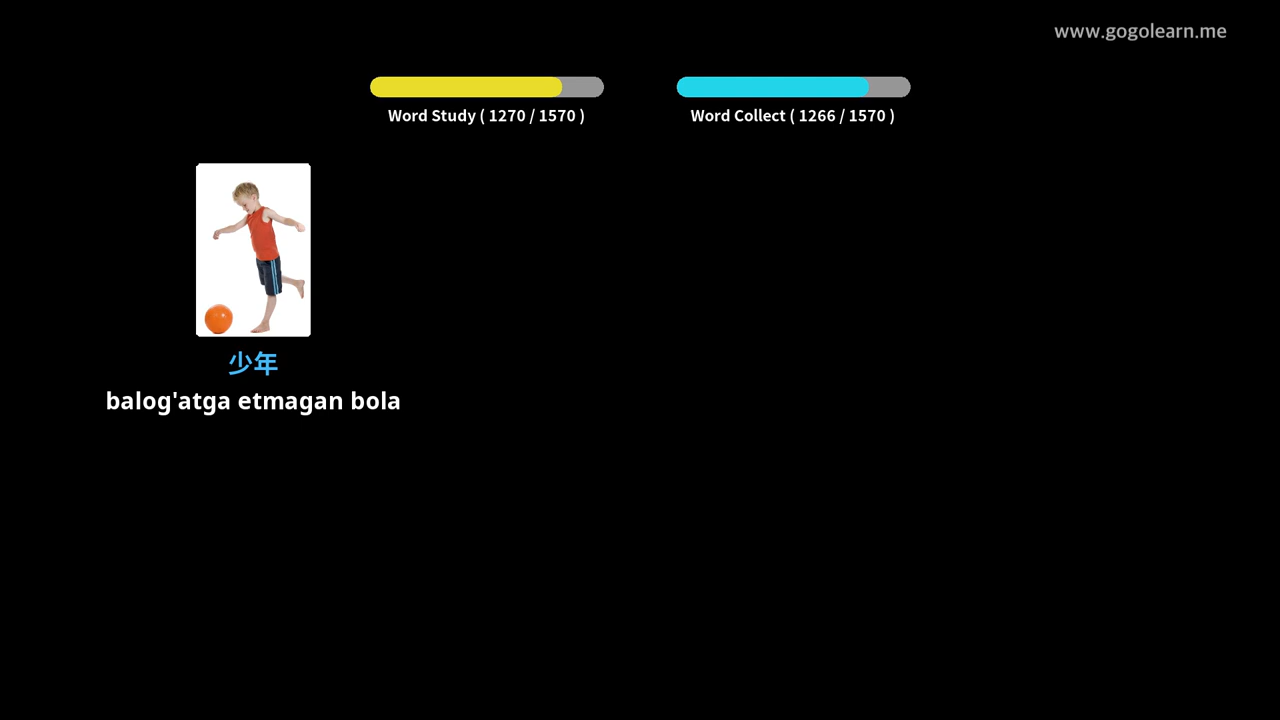 www.gogolearn.me
Word Study ( 1270 / 1570 )
Word Collect ( 1266 / 1570 )
少年
balog'atga etmagan bola